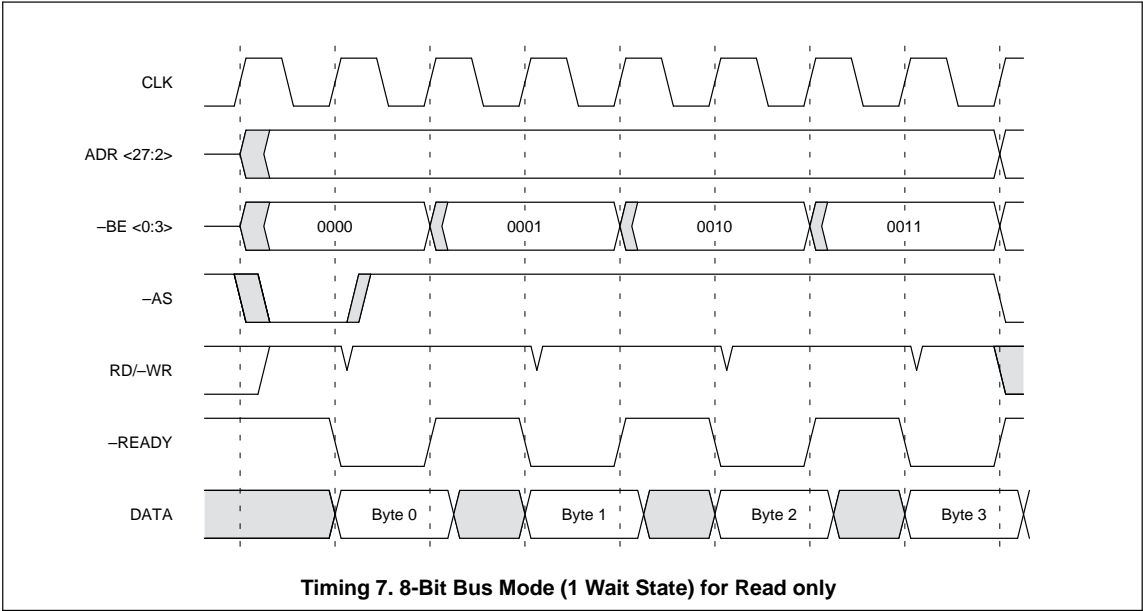 CLK
ADR <27:2>
–BE <0:3>
0000 0001 0010 0011
–AS
RD/–WR
–READY
DATA
Byte 0 Byte 1 Byte 2 Byte 3
Timing 7. 8-Bit Bus Mode (1 Wait State) for Read only